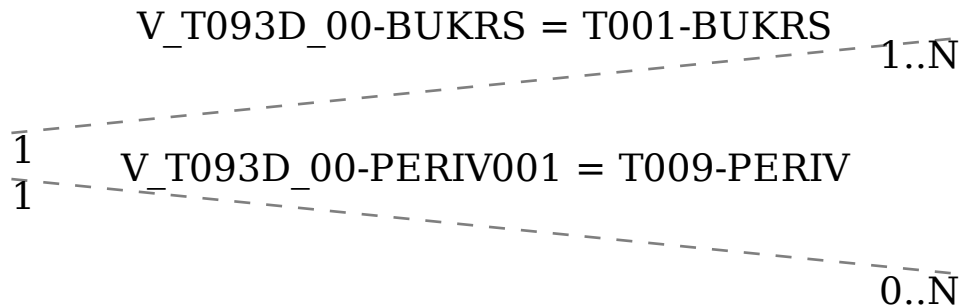 V_T093D_00-BUKRS = T001-BUKRS
1..N
1
V_T093D_00-PERIV001 = T009-PERIV
1
0..N